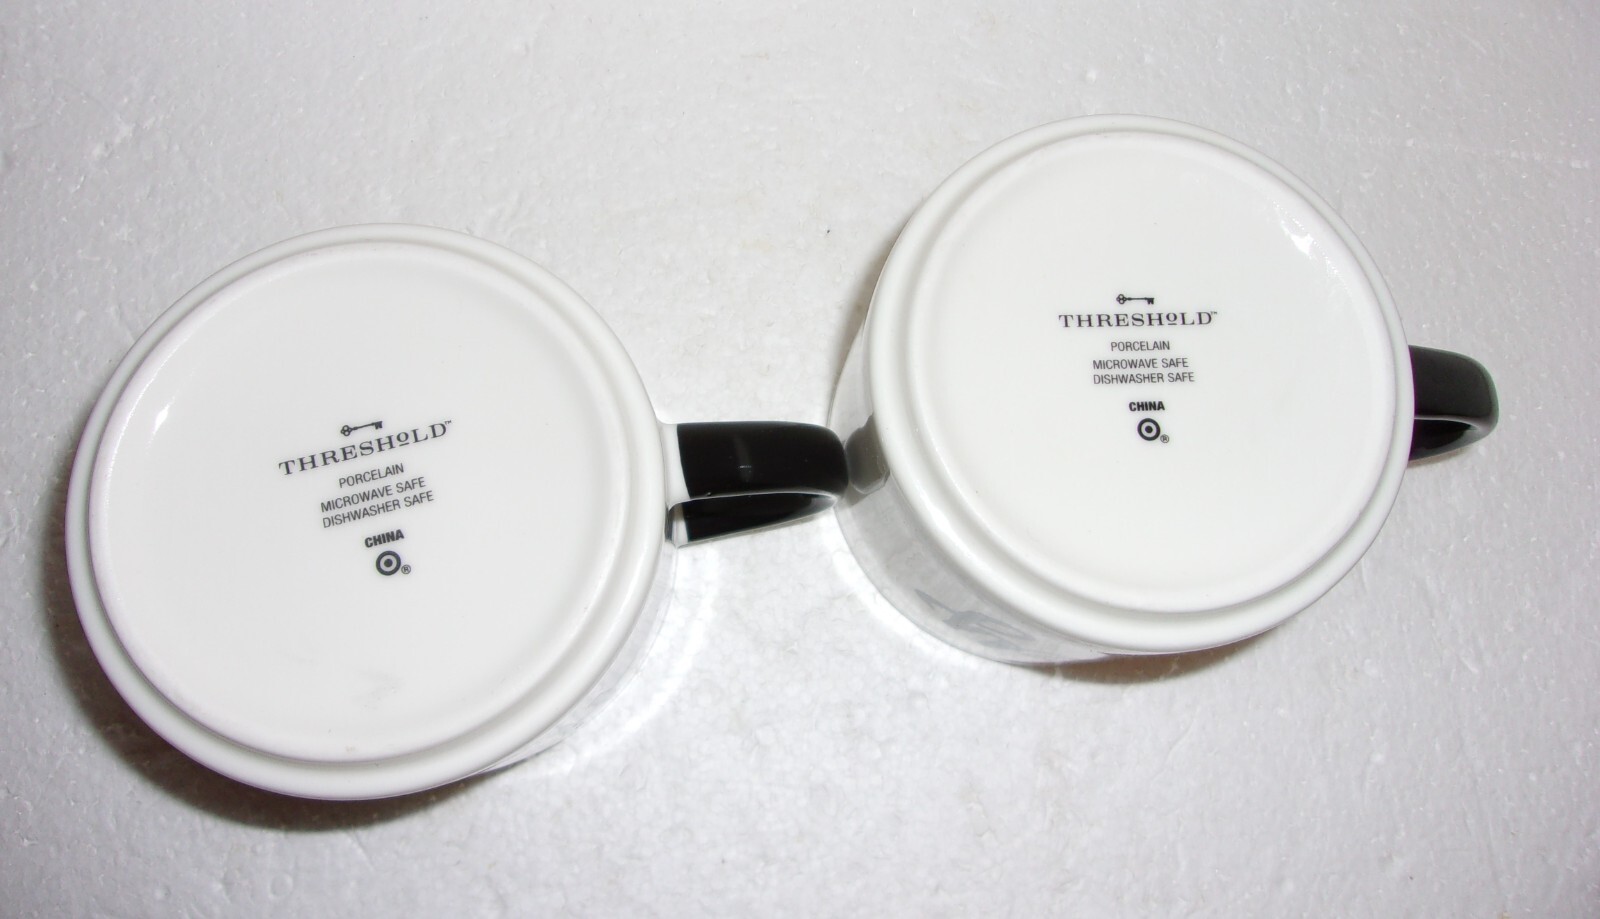 THRESHOLD™
PORCELAIN
MICROWAVE SAFE
DISHWASHER SAFE
CHINA
®
THRESHOLD™
PORCELAIN
MICROWAVE SAFE
DISHWASHER SAFE
CHINA
®